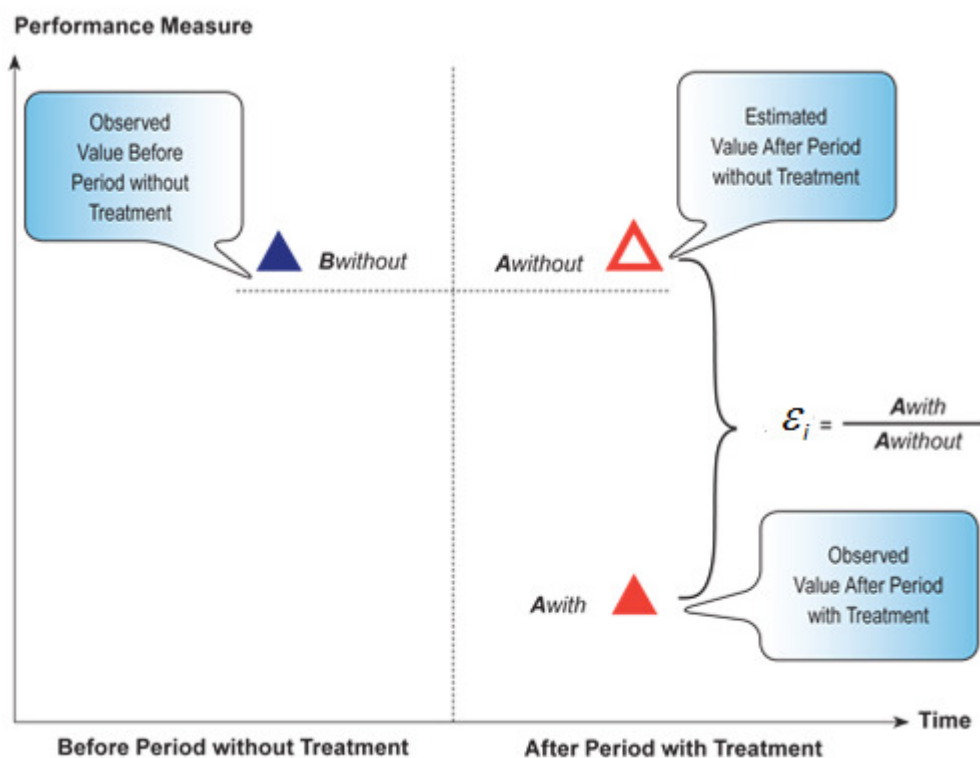 Performance Measure
Observed
Value Before
Period without
Treatment
Estimated
Value After Period
without Treatment
Bwithout
Awithout
εi = Awith
Awithout
Awith
Observed
Value After Period
with Treatment
Time
Before Period without Treatment
After Period with Treatment